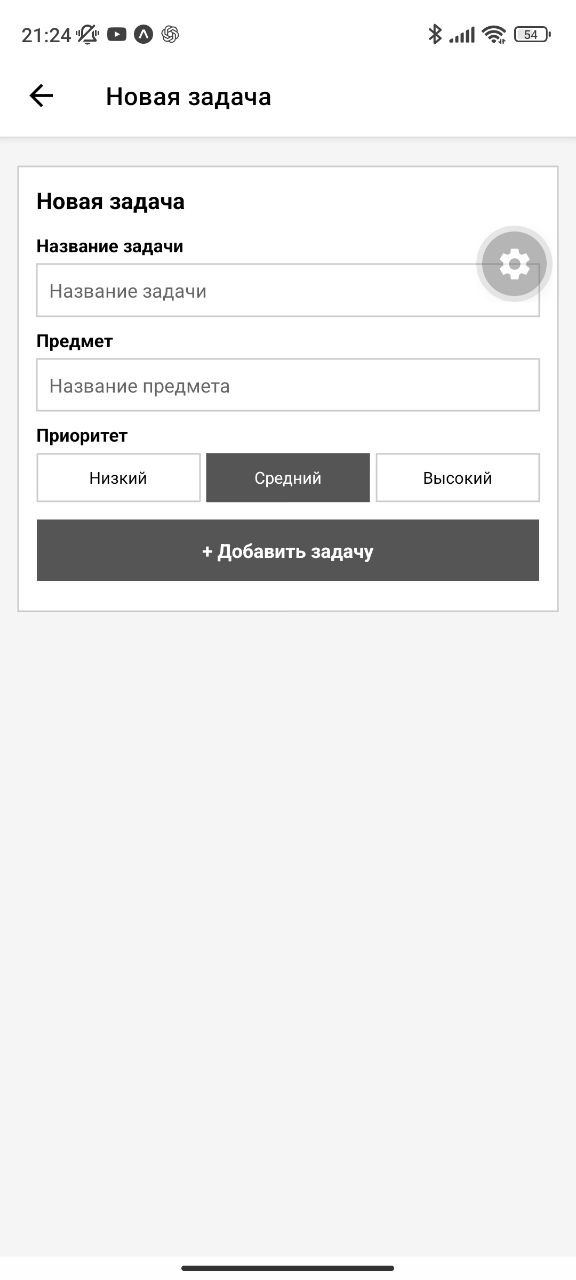 21:24
54
Новая задача
Новая задача
Название задачи
Название задачи
Предмет
Название предмета
Приоритет
Низкий Средний Высокий
+ Добавить задачу